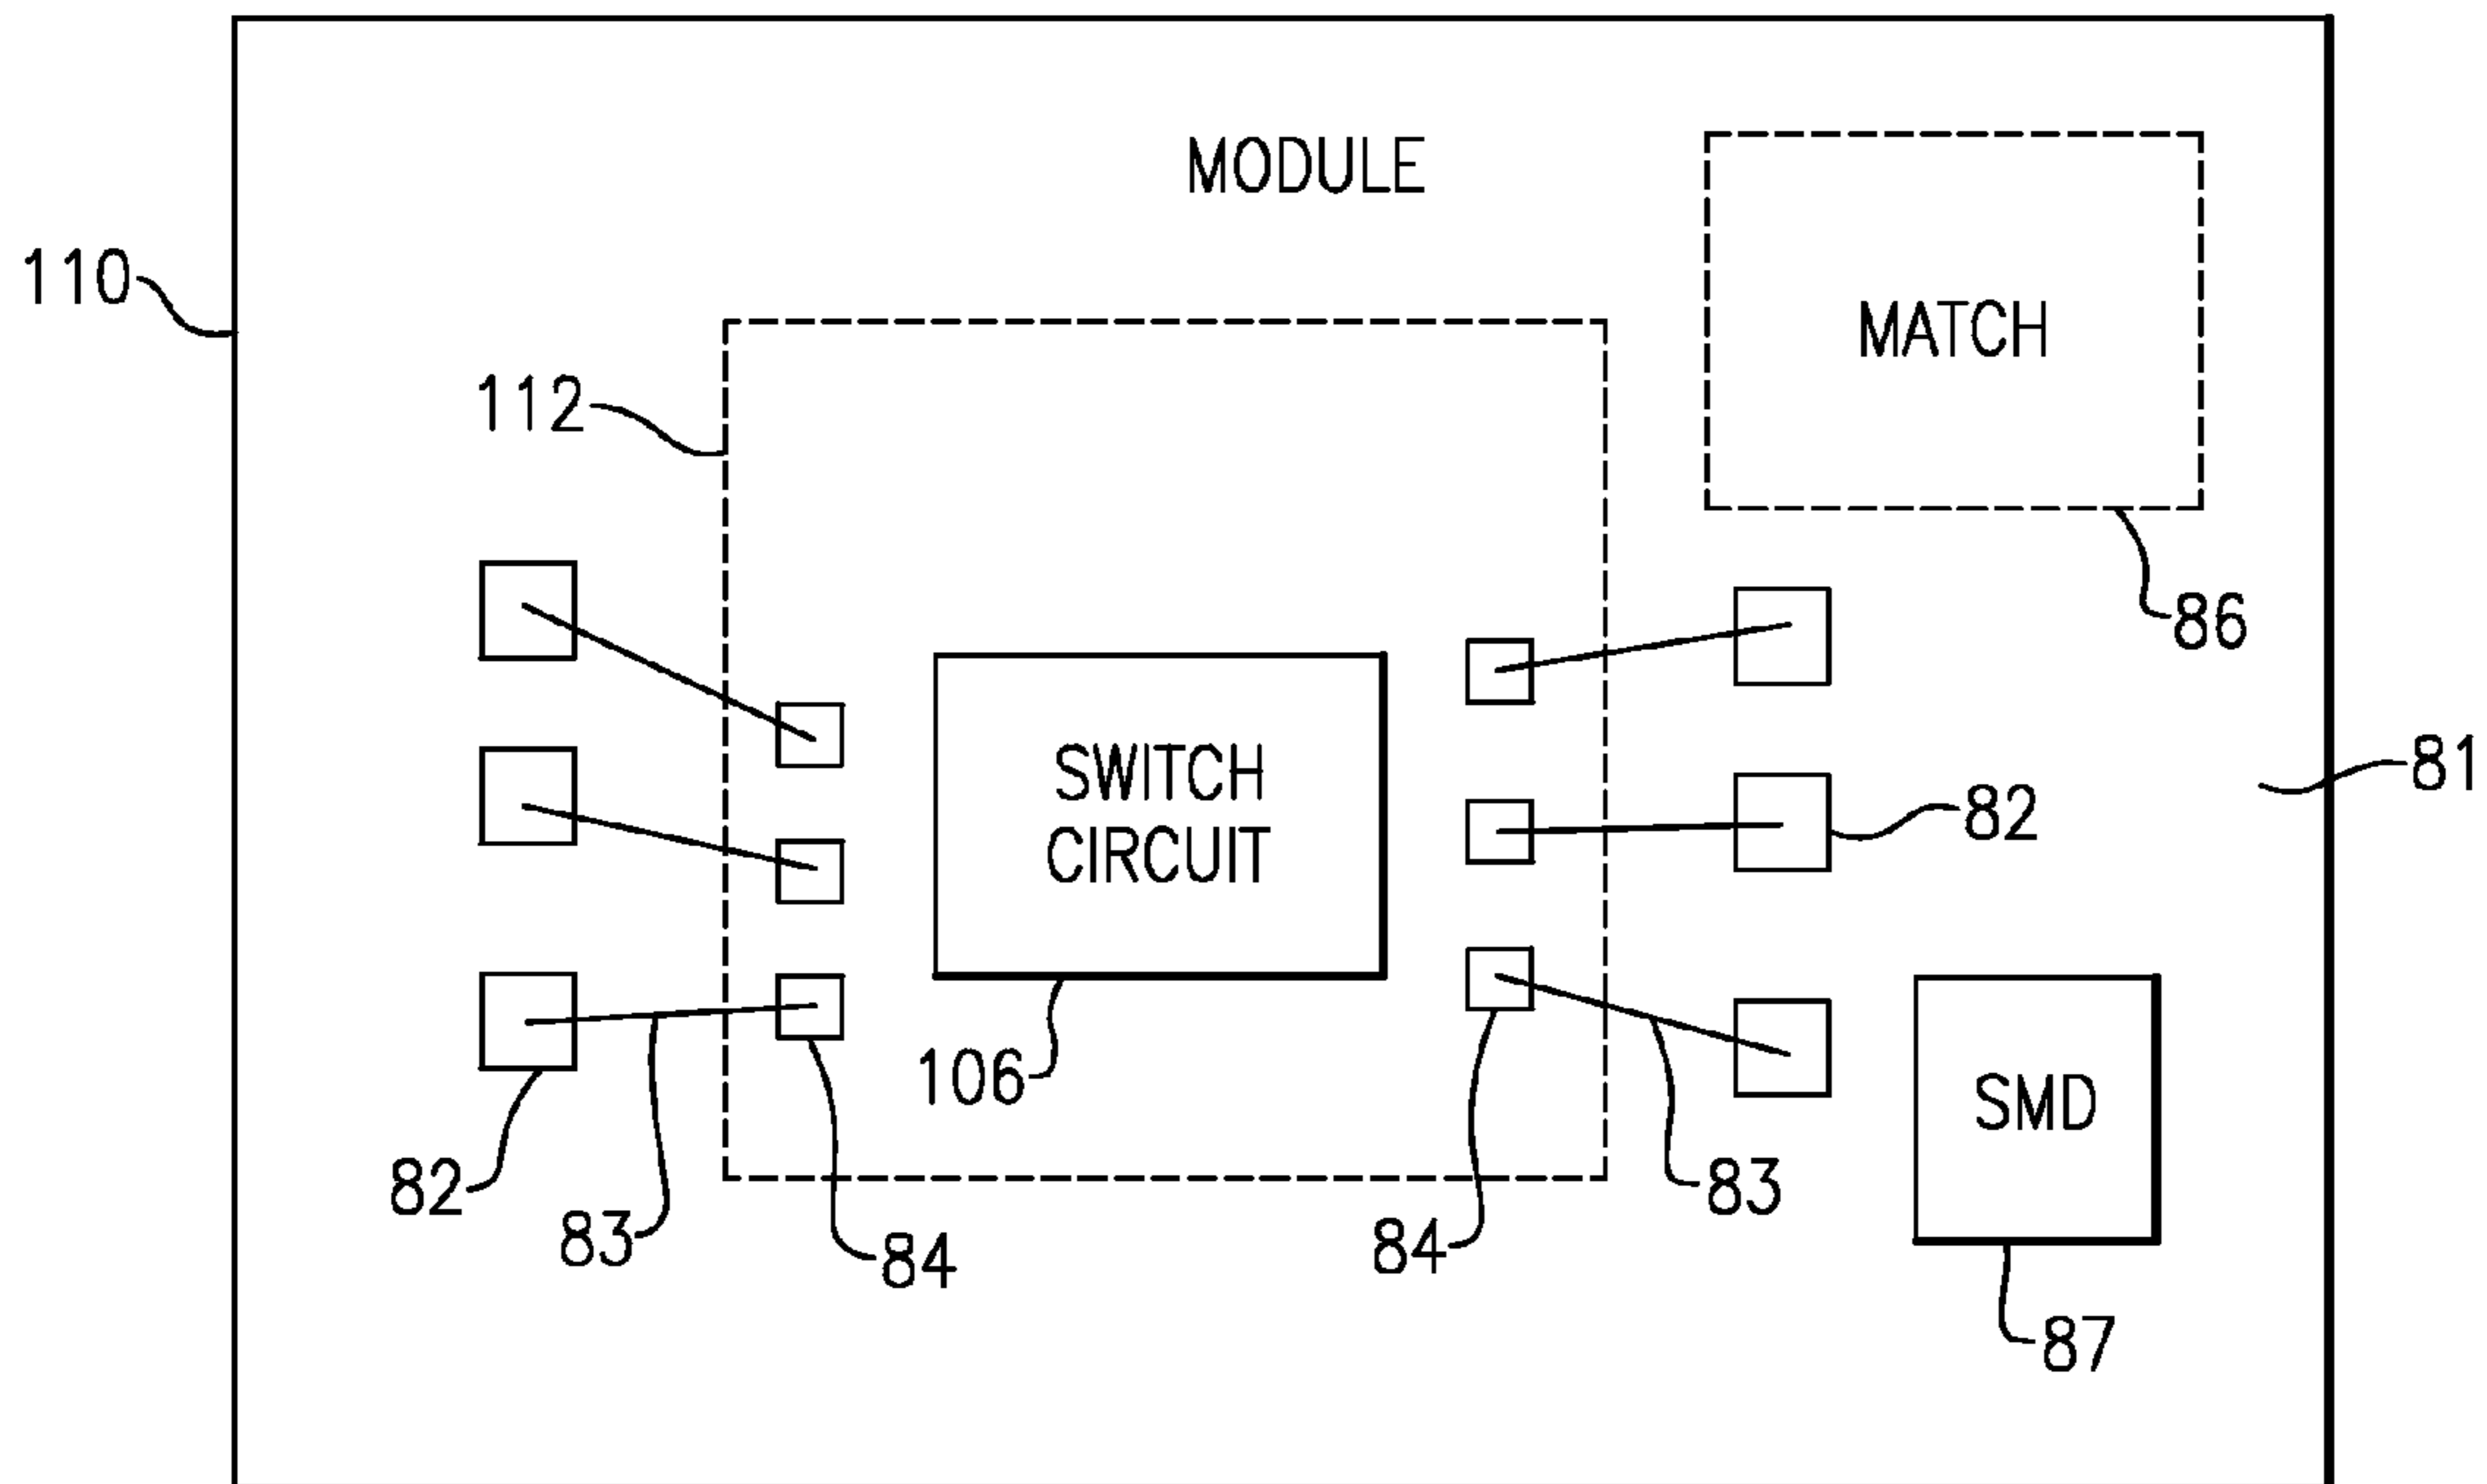 MODULE
110
MATCH
112
86
SWITCH
CIRCUIT
81
82
106
SMD
82
83
84
84
83
87